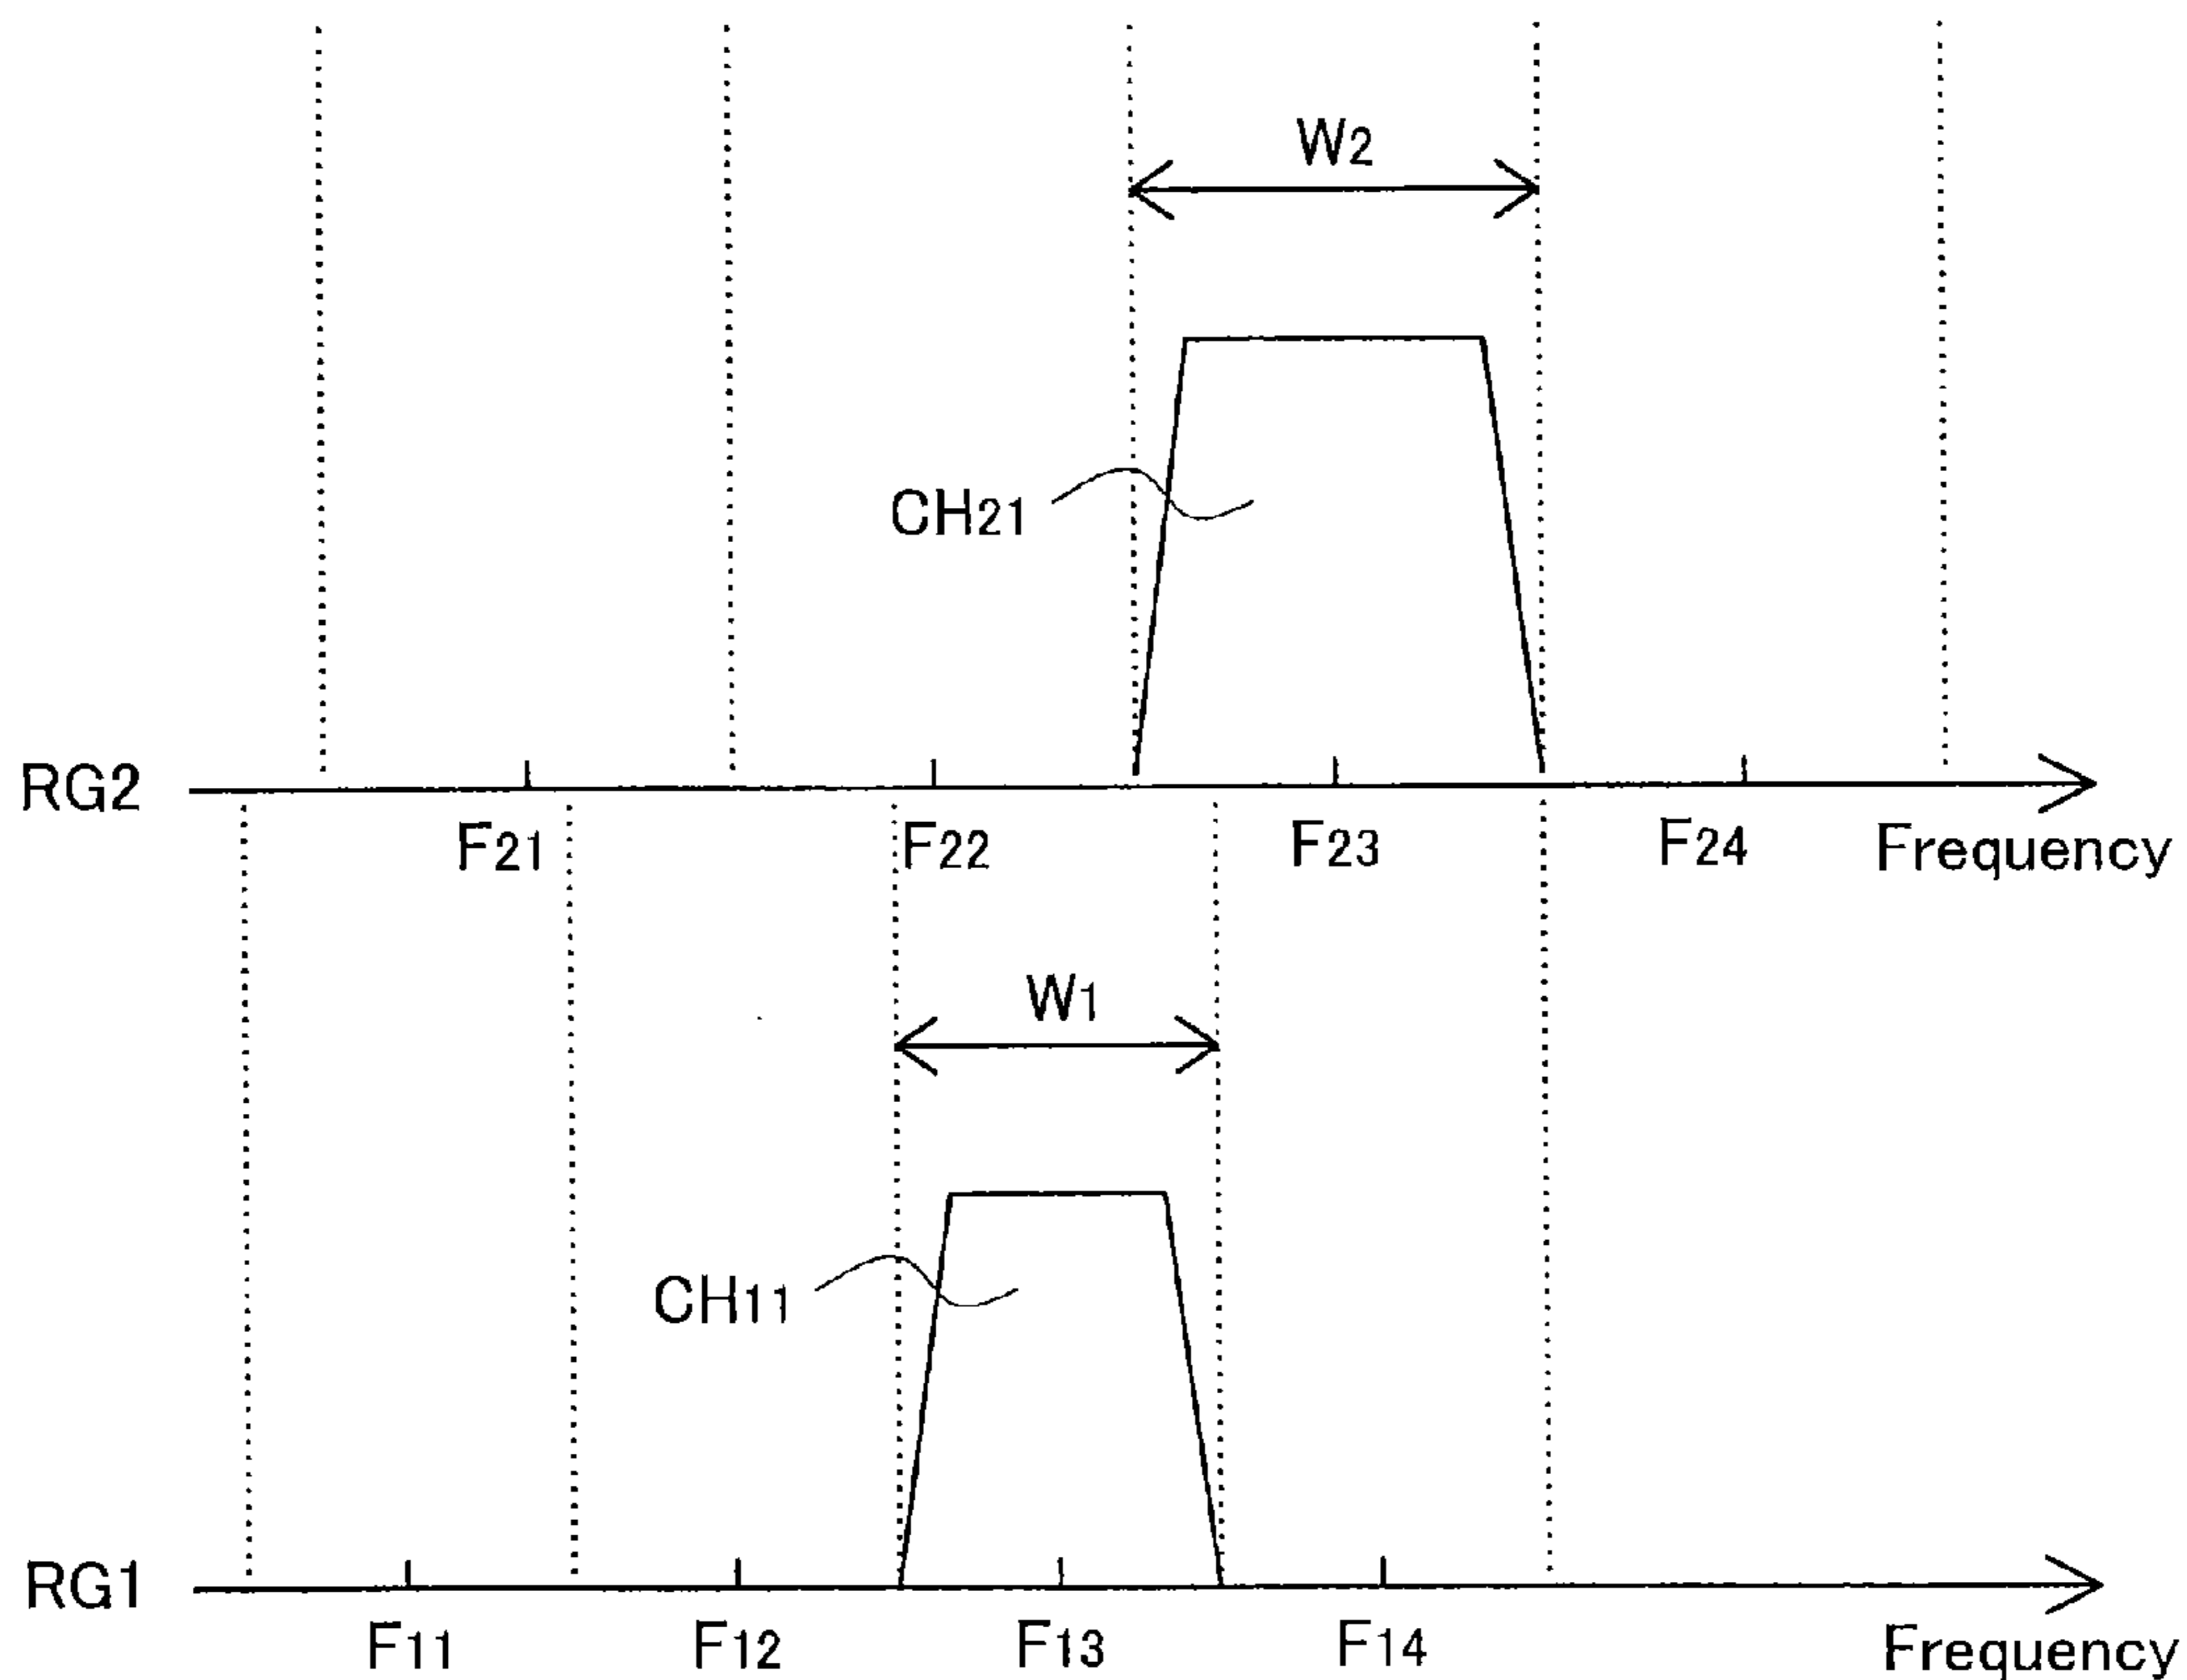 W2
CH21
RG2
F21 F22 F23 F24 Frequency
W1
CH11
RG1
F11 F12 F13 F14 Frequency